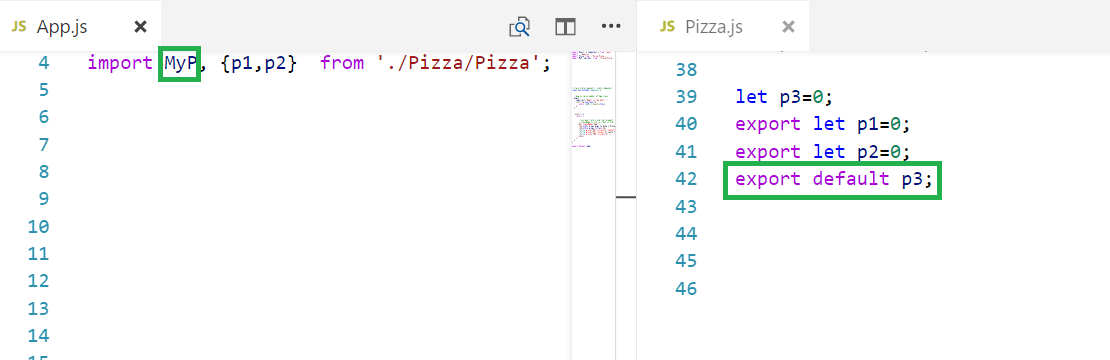 JS App.js ×
4 import MyP, {p1,p2}  from './Pizza/Pizza';
5
6
7
8
9
10
11
12
13
14
15
JS Pizza.js ×
38
39 let p3=0;
40 export let p1=0;
41 export let p2=0;
42 export default p3;
43
44
45
46